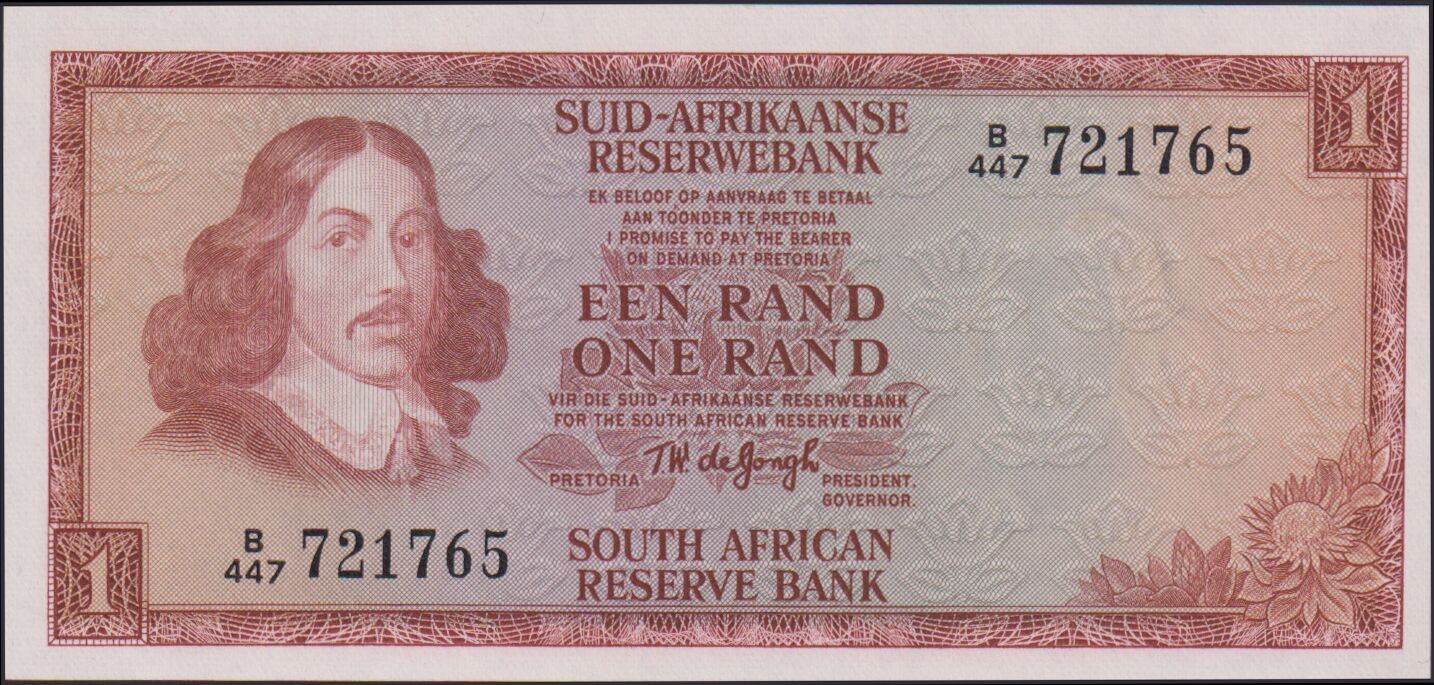 1
SUID-AFRIKAANSE
RESERWEBANK
B
447 721765
EK BELOOF OP AANVRAAG TE BETAAL
AAN TOONDER TE PRETORIA
I PROMISE TO PAY THE BEARER
ON DEMAND AT PRETORIA
EEN RAND
ONE RAND
VIR DIE SUID-AFRIKAANSE RESERWEBANK
FOR THE SOUTH AFRICAN RESERVE BANK
T.W. de Jongh
PRETORIA PRESIDENT.
GOVERNOR.
B
447 721765
SOUTH AFRICAN
RESERVE BANK
1